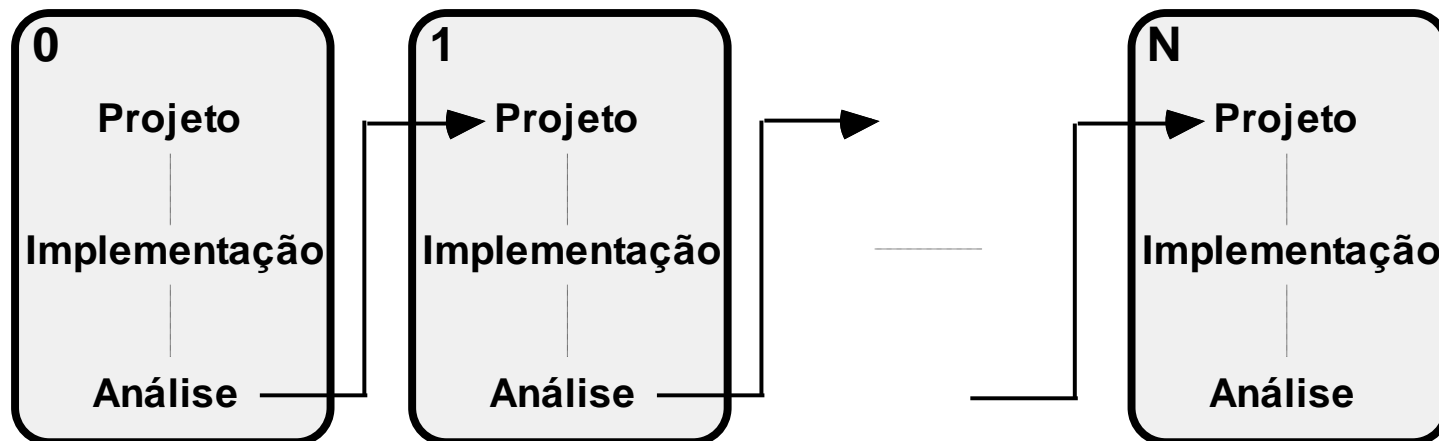 0
Projeto
Implementação
Análise
1
Projeto
Implementação
Análise
N
Projeto
Implementação
Análise